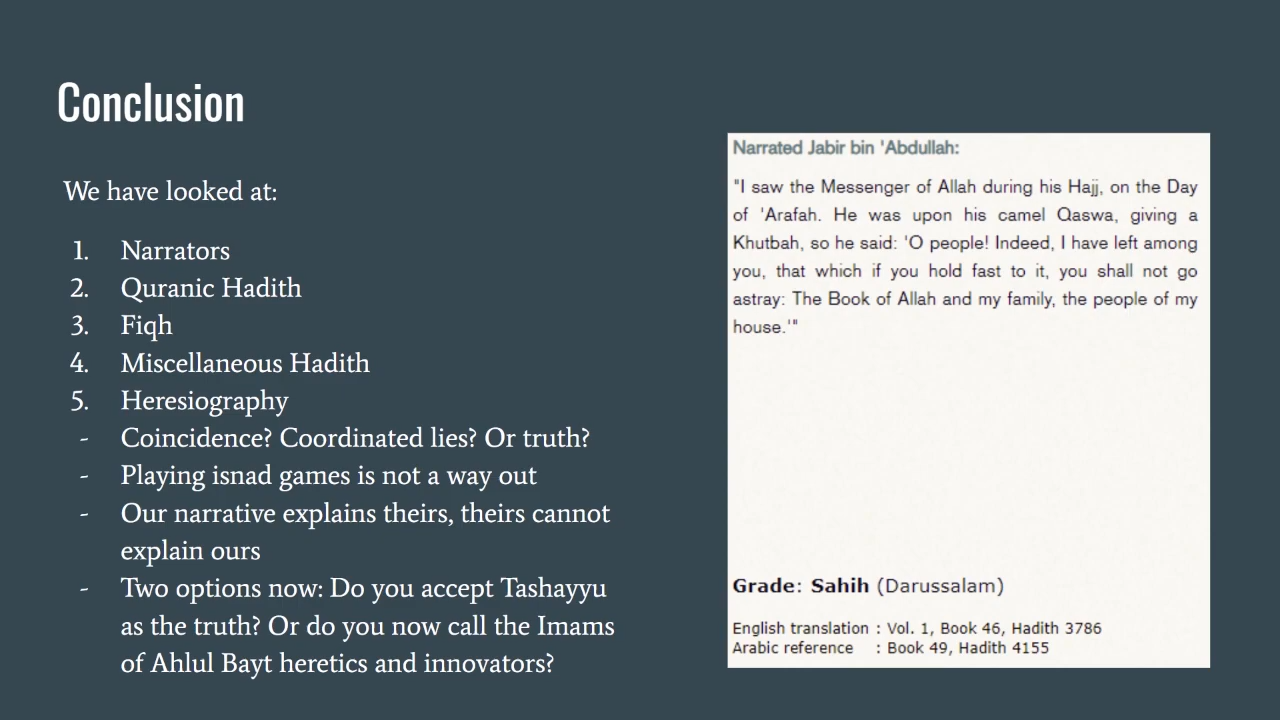 Conclusion
We have looked at:
1. Narrators
2. Quranic Hadith
3. Fiqh
4. Miscellaneous Hadith
5. Heresiography
- Coincidence? Coordinated lies? Or truth?
- Playing isnad games is not a way out
- Our narrative explains theirs, theirs cannot
explain ours
- Two options now: Do you accept Tashayyu
as the truth? Or do you now call the Imams
of Ahlul Bayt heretics and innovators?
Narrated Jabir bin 'Abdullah:
"I saw the Messenger of Allah during his Hajj, on the Day
of 'Arafah. He was upon his camel Qaswa, giving a
Khutbah, so he said: 'O people! Indeed, I have left among
you, that which if you hold fast to it, you shall not go
astray: The Book of Allah and my family, the people of my
house.'"
Grade: Sahih (Darussalam)
English translation : Vol. 1, Book 46, Hadith 3786
Arabic reference : Book 49, Hadith 4155